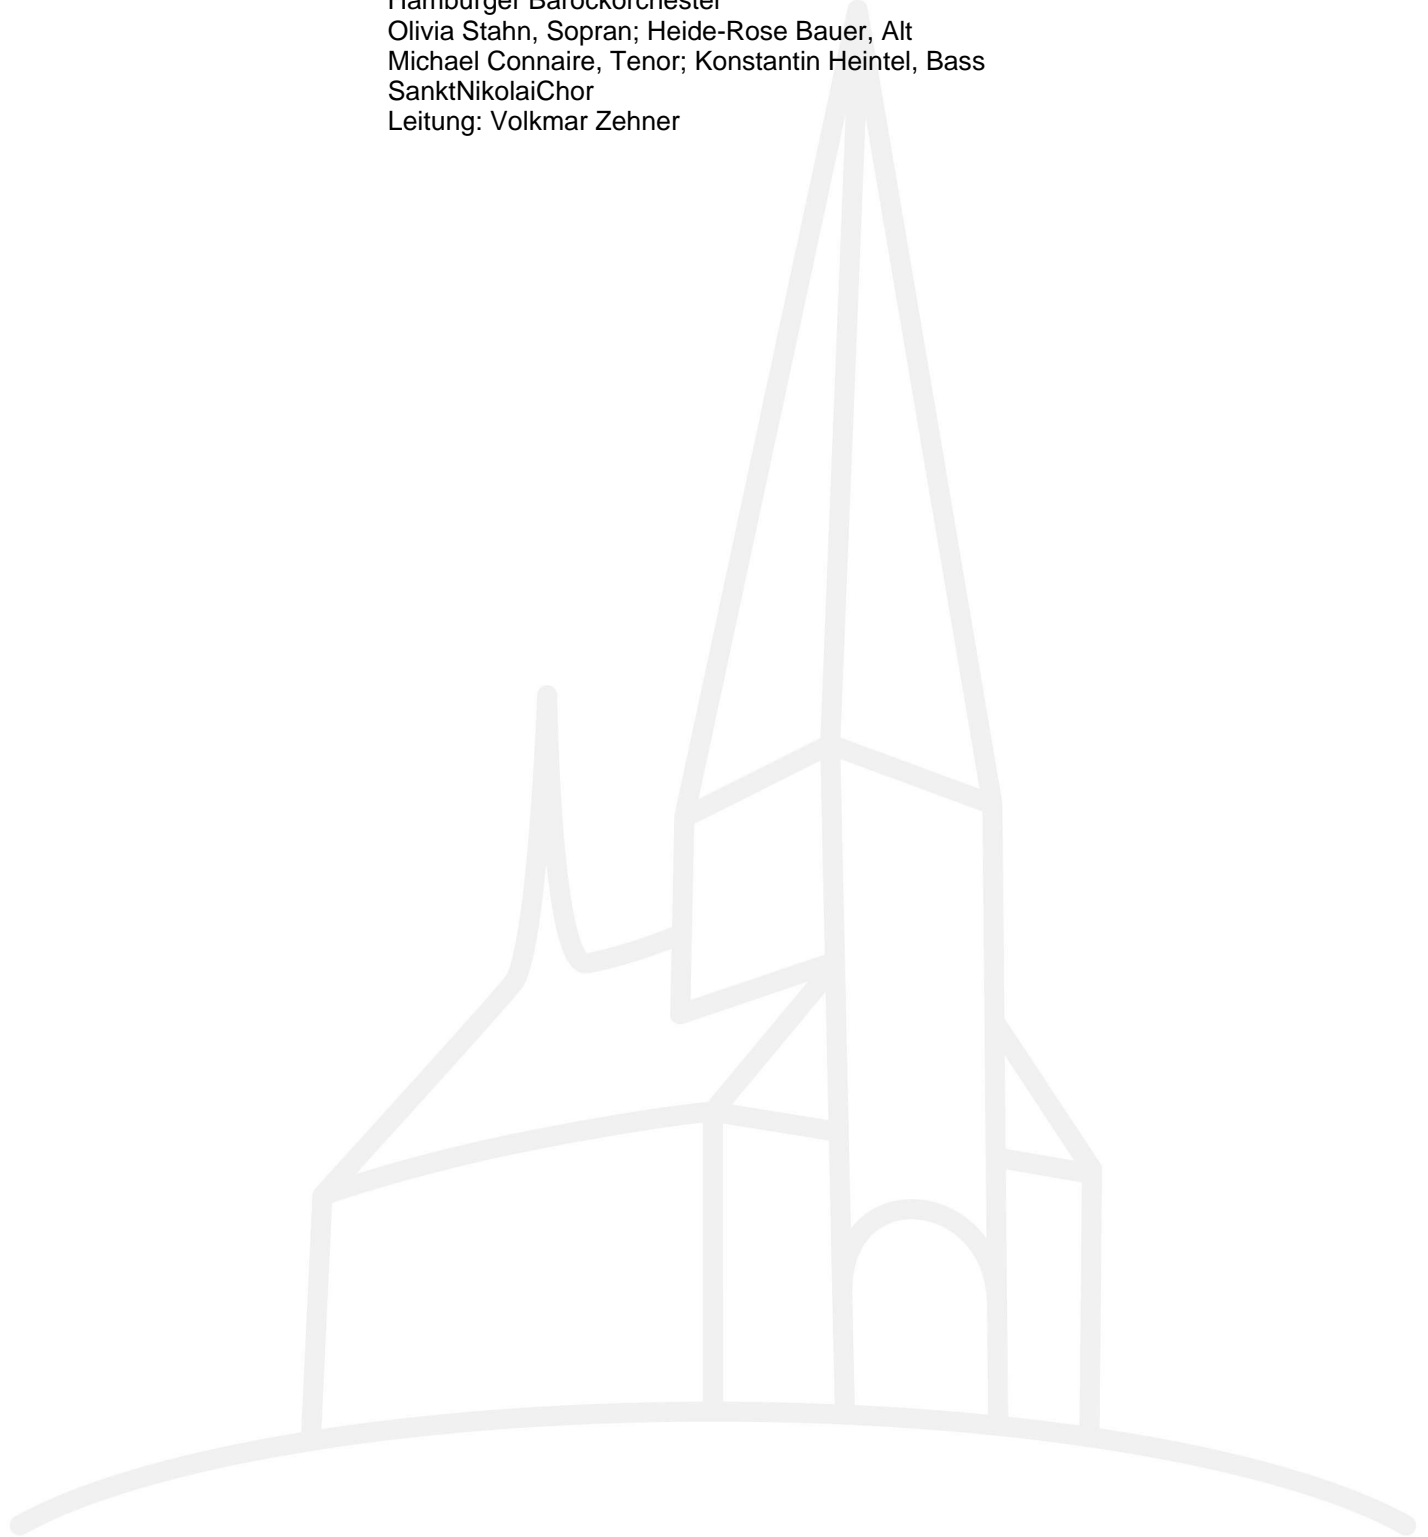 Hamburger Barockorchester
Olivia Stahn, Sopran; Heide-Rose Bauer, Alt
Michael Connaire, Tenor; Konstantin Heintel, Bass
SanktNikolaiChor
Leitung: Volkmar Zehner